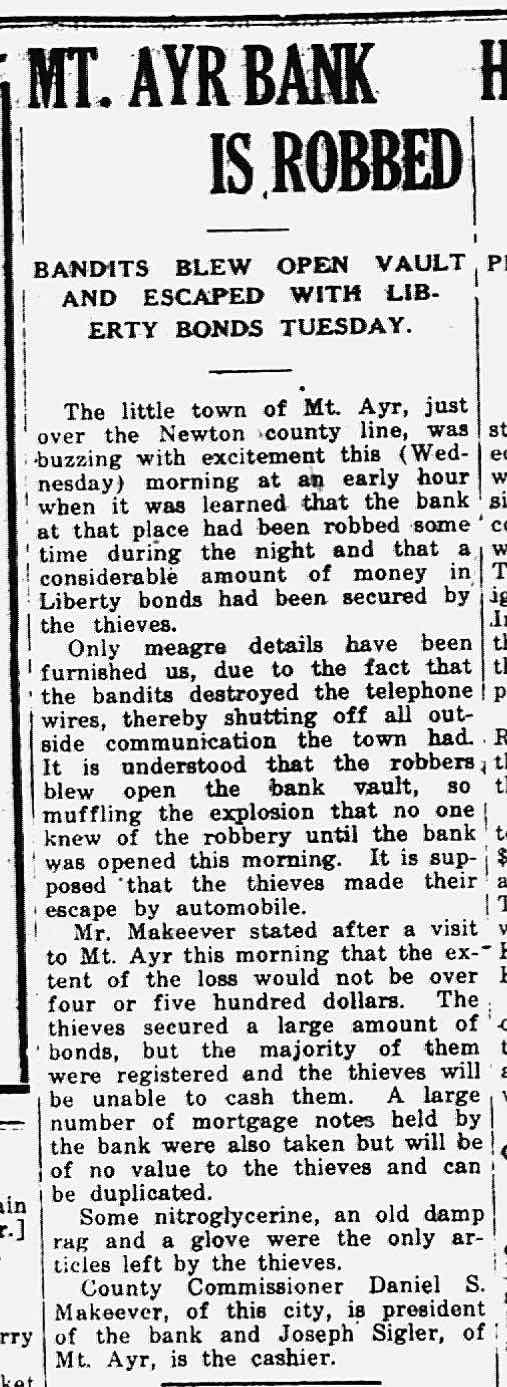 MT. AYR BANK
IS ROBBED
BANDITS BLEW OPEN VAULT
AND ESCAPED WITH LIB-
ERTY BONDS TUESDAY.
The little town of Mt. Ayr, just
over the Newton county line, was
buzzing with excitement this (Wed-
nesday) morning at an early hour
when it was learned that the bank
at that place had been robbed some
time during the night and that a
considerable amount of money in
Liberty bonds had been secured by
the thieves.
Only meagre details have been
furnished us, due to the fact that
the bandits destroyed the telephone
wires, thereby shutting off all out-
side communication the town had.
It is understood that the robbers
blew open the bank vault, so
muffling the explosion that no one
knew of the robbery until the bank
was opened this morning. It is sup-
posed that the thieves made their
escape by automobile.
Mr. Makeever stated after a visit
to Mt. Ayr this morning that the ex-
tent of the loss would not be over
four or five hundred dollars. The
thieves secured a large amount of
bonds, but the majority of them
were registered and the thieves will
be unable to cash them. A large
number of mortgage notes held by
the bank were also taken but will be
of no value to the thieves and can
be duplicated.
Some nitroglycerine, an old damp
rag and a glove were the only ar-
ticles left by the thieves.
County Commissioner Daniel S.
Makeever, of this city, is president
of the bank and Joseph Sigler, of
Mt. Ayr, is the cashier.